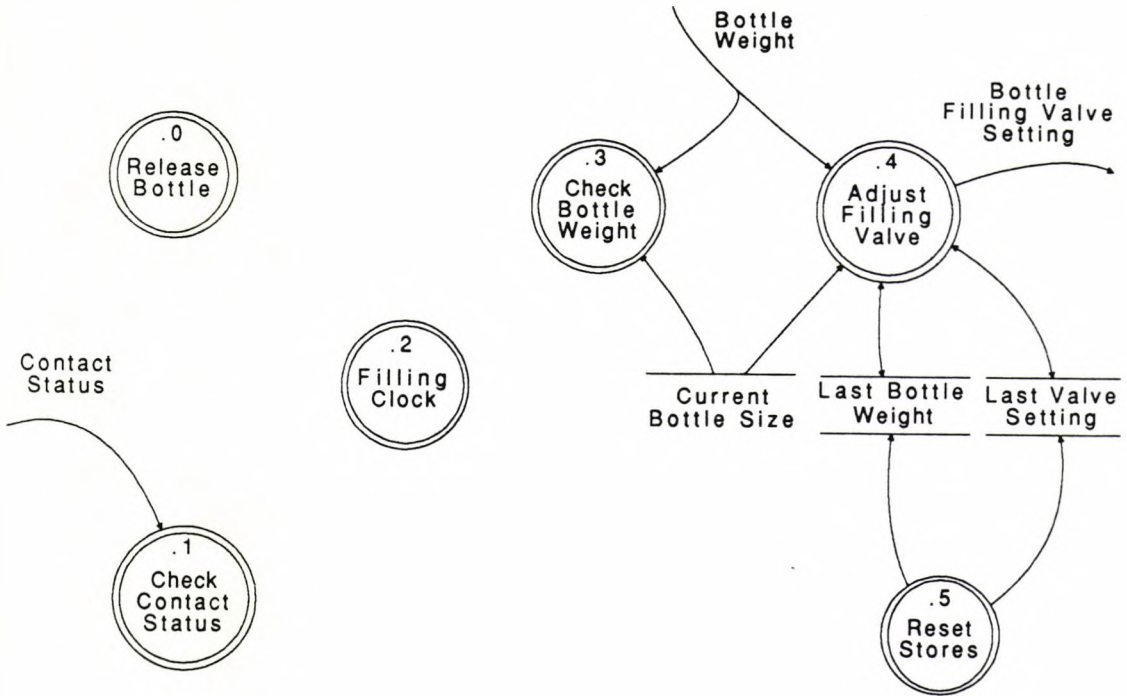 Bottle
Weight
Bottle
Filling Valve
Setting
.0
Release
Bottle
.3
Check
Bottle
Weight
.4
Adjust
Filling
Valve
.2
Filling
Clock
Contact
Status
Current
Bottle Size
Last Bottle
Weight
Last Valve
Setting
.1
Check
Contact
Status
.5
Reset
Stores